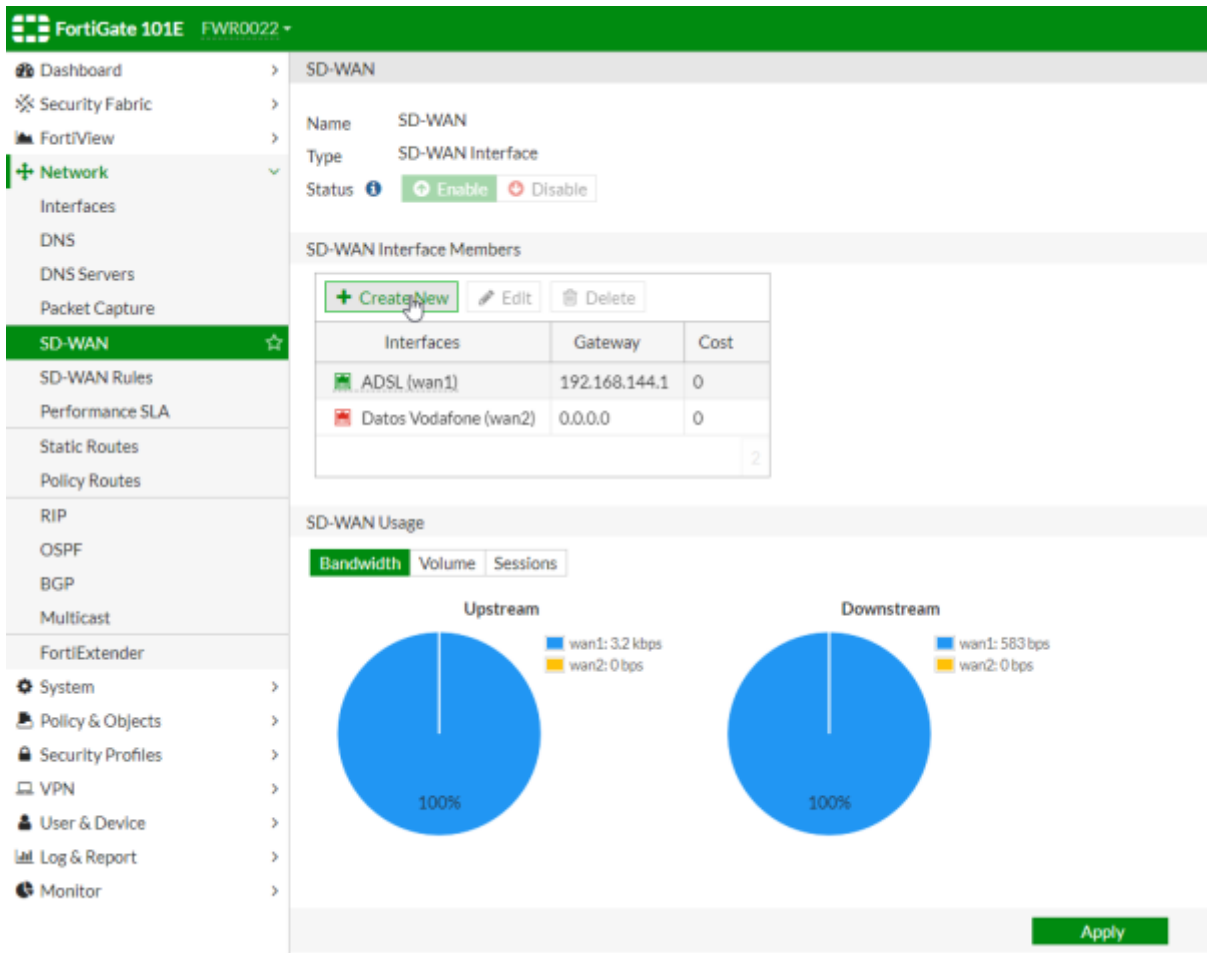 FortiGate 101E FWR0022
Dashboard
Security Fabric
FortiView
Network
Interfaces
DNS
DNS Servers
Packet Capture
SD-WAN
SD-WAN Rules
Performance SLA
Static Routes
Policy Routes
RIP
OSPF
BGP
Multicast
FortiExtender
System
Policy & Objects
Security Profiles
VPN
User & Device
Log & Report
Monitor
SD-WAN
Name SD-WAN
Type SD-WAN Interface
Status Enable Disable
SD-WAN Interface Members
Create New Edit Delete
Interfaces Gateway Cost
ADSL (wan1) 192.168.144.1 0
Datos Vodafone (wan2) 0.0.0.0 0
2
SD-WAN Usage
Bandwidth Volume Sessions
Upstream
wan1: 3.2 kbps
wan2: 0 bps
100%
Downstream
wan1: 583 bps
wan2: 0 bps
100%
Apply